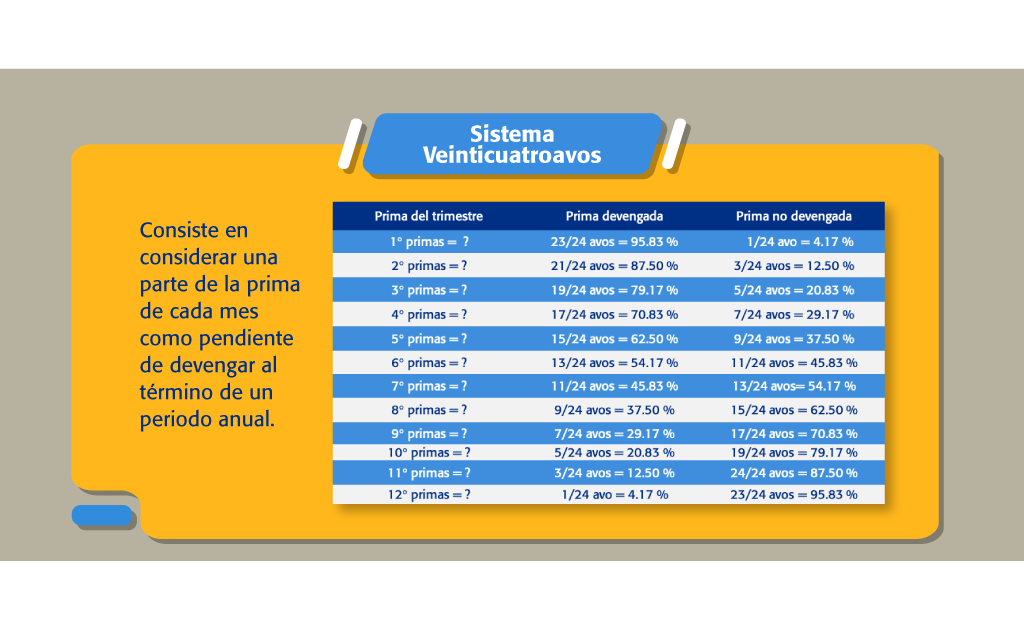 Sistema
Veinticuatroavos
Consiste en
considerar una
parte de la prima
de cada mes
como pendiente
de devengar al
término de un
periodo anual.
Prima del trimestre Prima devengada Prima no devengada
1° primas = ? 23/24 avos = 95.83 % 1/24 avo = 4.17 %
2° primas = ? 21/24 avos = 87.50 % 3/24 avos = 12.50 %
3° primas = ? 19/24 avos = 79.17 % 5/24 avos = 20.83 %
4° primas = ? 17/24 avos = 70.83 % 7/24 avos = 29.17 %
5° primas = ? 15/24 avos = 62.50 % 9/24 avos = 37.50 %
6° primas = ? 13/24 avos = 54.17 % 11/24 avos = 45.83 %
7° primas = ? 11/24 avos = 45.83 % 13/24 avos= 54.17 %
8° primas = ? 9/24 avos = 37.50 % 15/24 avos = 62.50 %
9° primas = ? 7/24 avos = 29.17 % 17/24 avos = 70.83 %
10° primas = ? 5/24 avos = 20.83 % 19/24 avos = 79.17 %
11° primas = ? 3/24 avos = 12.50 % 24/24 avos = 87.50 %
12° primas = ? 1/24 avo = 4.17 % 23/24 avos = 95.83 %